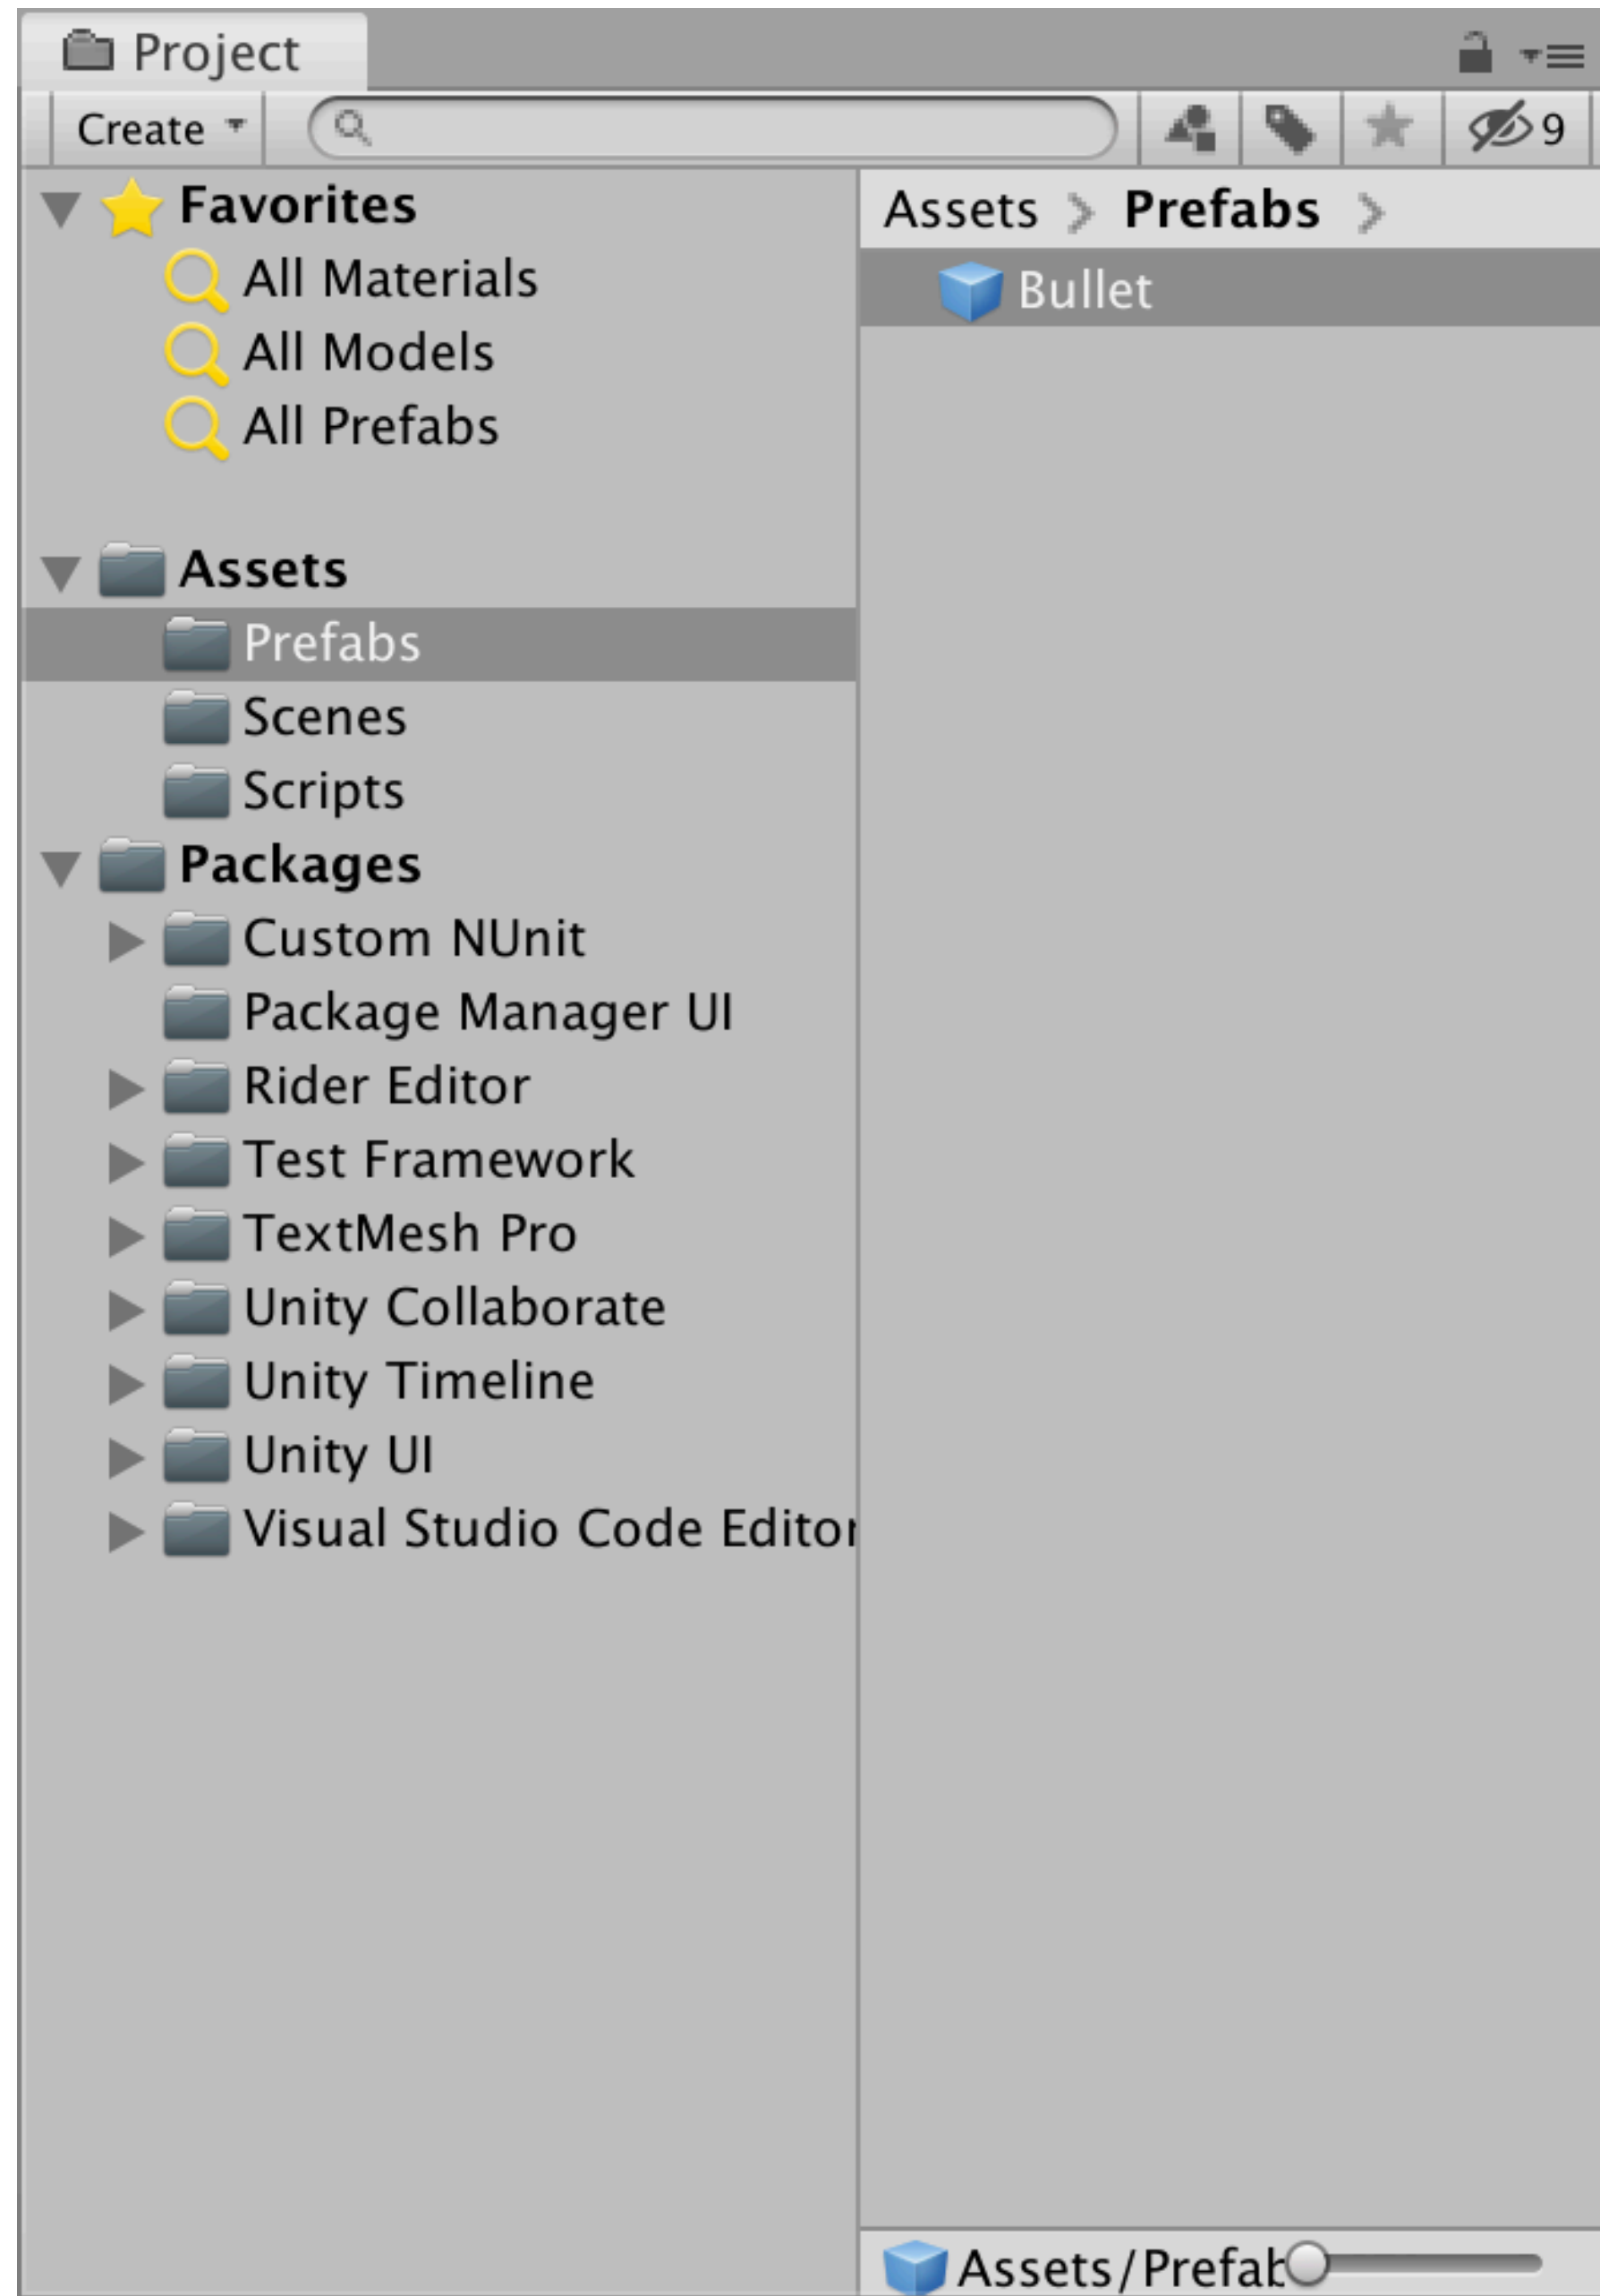 Project
Create
9
Favorites
All Materials
All Models
All Prefabs
Assets
Prefabs
Scenes
Scripts
Packages
Custom NUnit
Package Manager UI
Rider Editor
Test Framework
TextMesh Pro
Unity Collaborate
Unity Timeline
Unity UI
Visual Studio Code Editor
Assets > Prefabs >
Bullet
Assets/Prefab